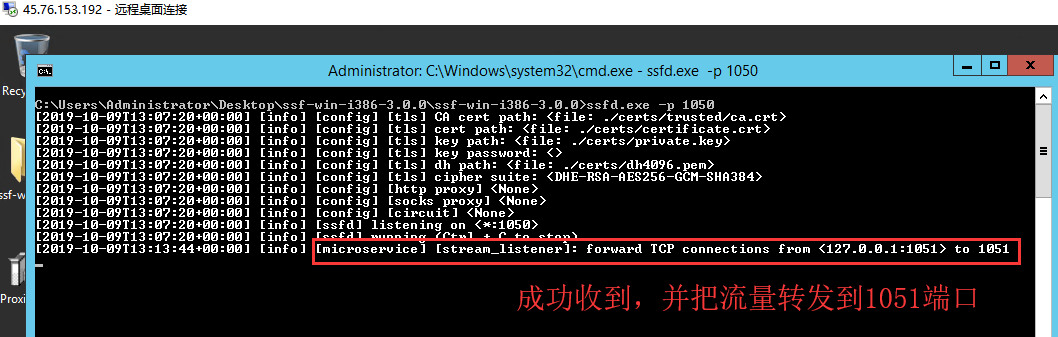 45.76.153.192 - 远程桌面连接
Recy
Administrator: C:\Windows\system32\cmd.exe - ssfd.exe -p 1050
C:\Users\Administrator\Desktop\ssf-win-i386-3.0.0\ssf-win-i386-3.0.0>ssfd.exe -p 1050
[2019-10-09T13:07:20+00:00] [info] [config] [tls] CA cert path: <file: ./certs/trusted/ca.crt>
[2019-10-09T13:07:20+00:00] [info] [config] [tls] cert path: <file: ./certs/certificate.crt>
[2019-10-09T13:07:20+00:00] [info] [config] [tls] key path: <file: ./certs/private.key>
[2019-10-09T13:07:20+00:00] [info] [config] [tls] key password: <>
[2019-10-09T13:07:20+00:00] [info] [config] [tls] dh path: <file: ./certs/dh4096.pem>
[2019-10-09T13:07:20+00:00] [info] [config] [tls] cipher suite: <DHE-RSA-AES256-GCM-SHA384>
[2019-10-09T13:07:20+00:00] [info] [config] [http proxy] <None>
[2019-10-09T13:07:20+00:00] [info] [config] [socks proxy] <None>
[2019-10-09T13:07:20+00:00] [info] [config] [circuit] <None>
[2019-10-09T13:07:20+00:00] [info] [ssfd] listening on <*:1050>
[2019-10-09T13:07:20+00:00] [info] [ssfd] running (Ctrl + C to stop)
[2019-10-09T13:13:44+00:00] [info] [microservice] [stream_listener]: forward TCP connections from <127.0.0.1:1051> to 1051
ssf-w
Proxi
成功收到，并把流量转发到1051端口